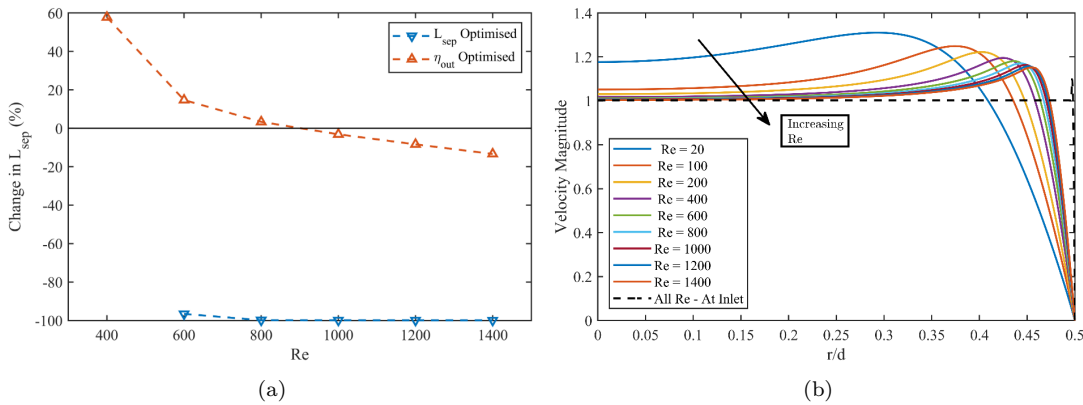 60
40
20
0
-20
-40
-60
-80
-100
Change in L_sep (%)
400
600
800
1000
1200
1400
Re
L_sep Optimised
η_out Optimised
(a)
1.4
1.2
1
0.8
0.6
0.4
0.2
0
Velocity Magnitude
0
0.05
0.1
0.15
0.2
0.25
0.3
0.35
0.4
0.45
0.5
r/d
Increasing
Re
Re = 20
Re = 100
Re = 200
Re = 400
Re = 600
Re = 800
Re = 1000
Re = 1200
Re = 1400
All Re - At Inlet
(b)